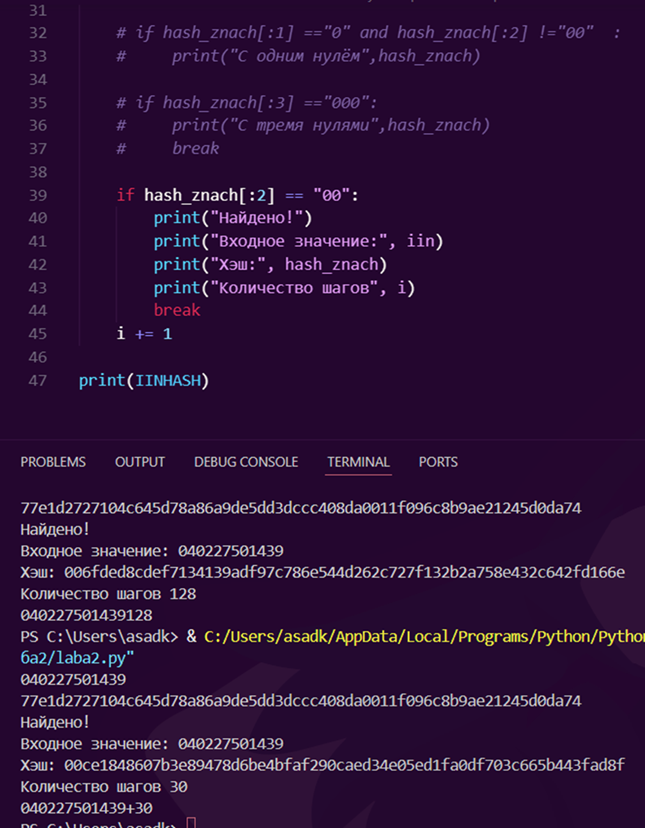 31
32 # if hash_znach[:1] =="0" and hash_znach[:2] !="00"  :
33 #     print("С одним нулём",hash_znach)
34
35 # if hash_znach[:3] =="000":
36 #     print("С тремя нулями",hash_znach)
37 #     break
38
39 if hash_znach[:2] == "00":
40 print("Найдено!")
41 print("Входное значение:", iin)
42 print("Хэш:", hash_znach)
43 print("Количество шагов", i)
44 break
45 i += 1
46
47 print(IINHASH)
PROBLEMS OUTPUT DEBUG CONSOLE TERMINAL PORTS
77e1d2727104c645d78a86a9de5dd3dccc408da0011f096c8b9ae21245d0da74
Найдено!
Входное значение: 040227501439
Хэш: 006fded8cdef7134139adf97c786e544d262c727f132b2a758e432c642fd166e
Количество шагов 128
040227501439128
PS C:\Users\asadk> & C:/Users/asadk/AppData/Local/Programs/Python/Pytho
ба2/laba2.py"
040227501439
77e1d2727104c645d78a86a9de5dd3dccc408da0011f096c8b9ae21245d0da74
Найдено!
Входное значение: 040227501439
Хэш: 00ce1848607b3e89478d6be4bfaf290caed34e05ed1fa0df703c665b443fad8f
Количество шагов 30
040227501439+30
PS C:\Users\asadk>